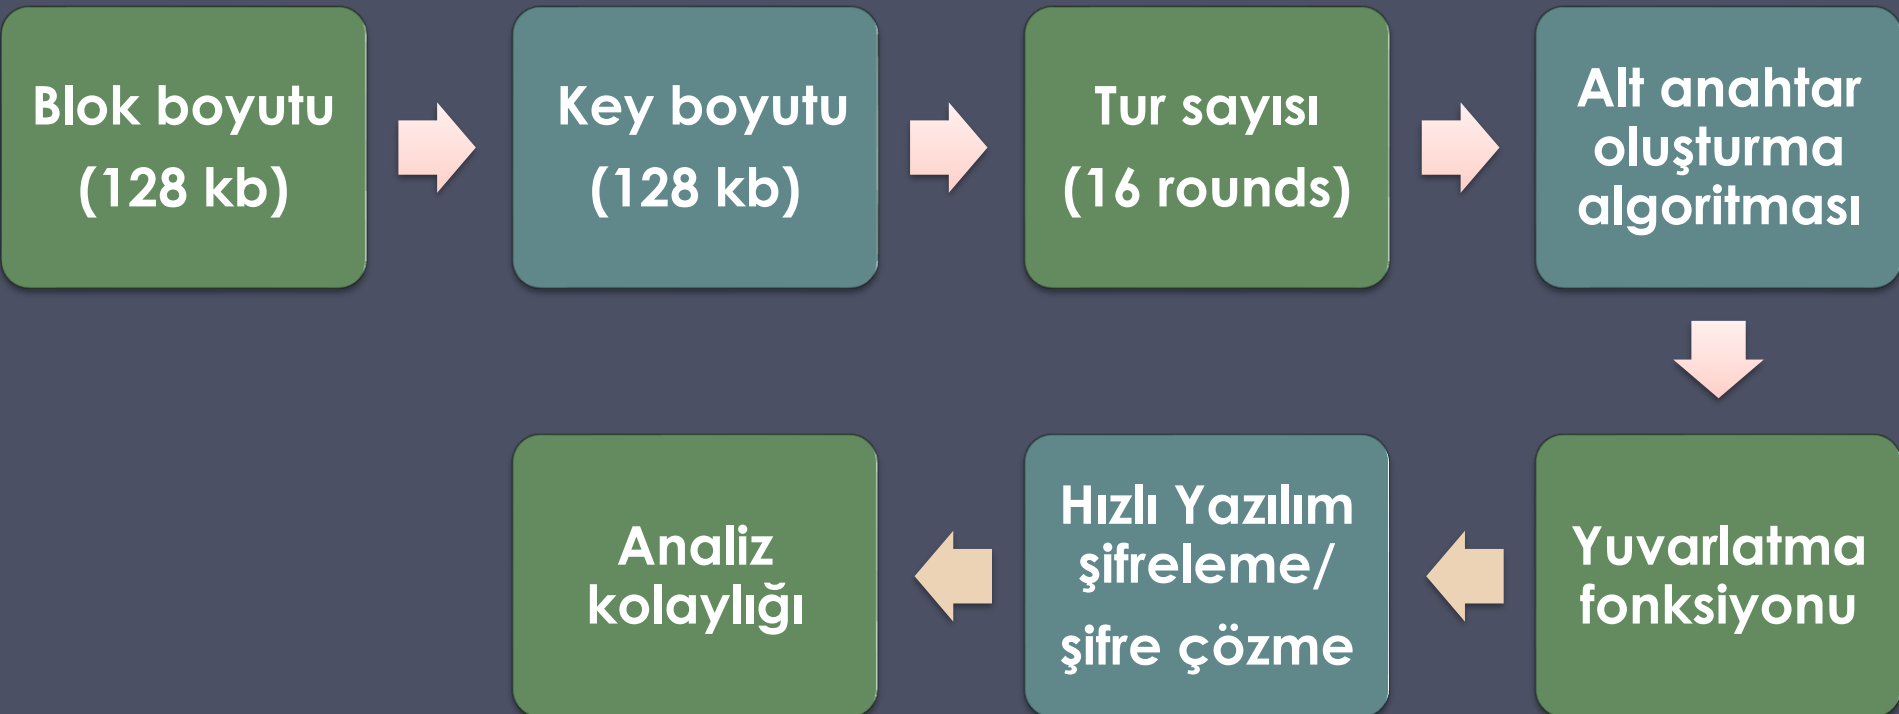 Blok boyutu
(128 kb)
Key boyutu
(128 kb)
Tur sayısı
(16 rounds)
Alt anahtar
oluşturma
algoritması
Yuvarlatma
fonksiyonu
Hızlı Yazılım
şifreleme/
şifre çözme
Analiz
kolaylığı